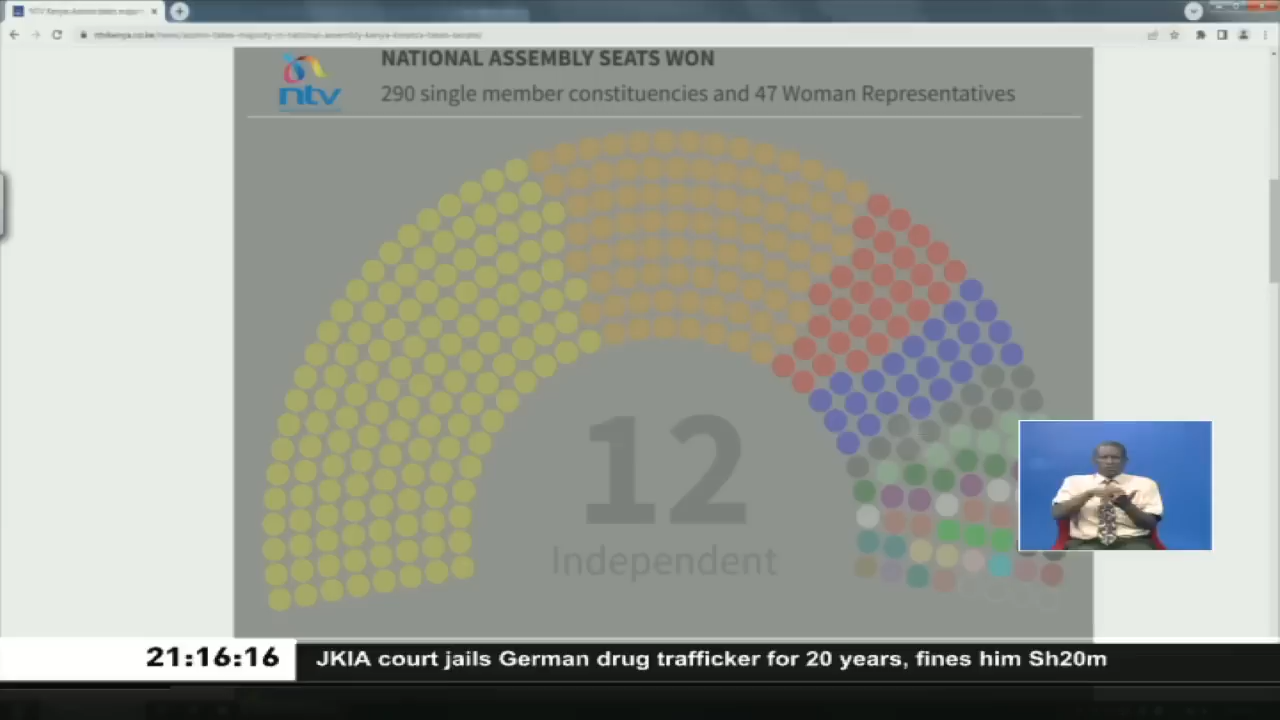 NATIONAL ASSEMBLY SEATS WON
ntv
290 single member constituencies and 47 Woman Representatives
12
Independent
21:16:16
JKIA court jails German drug trafficker for 20 years, fines him Sh20m